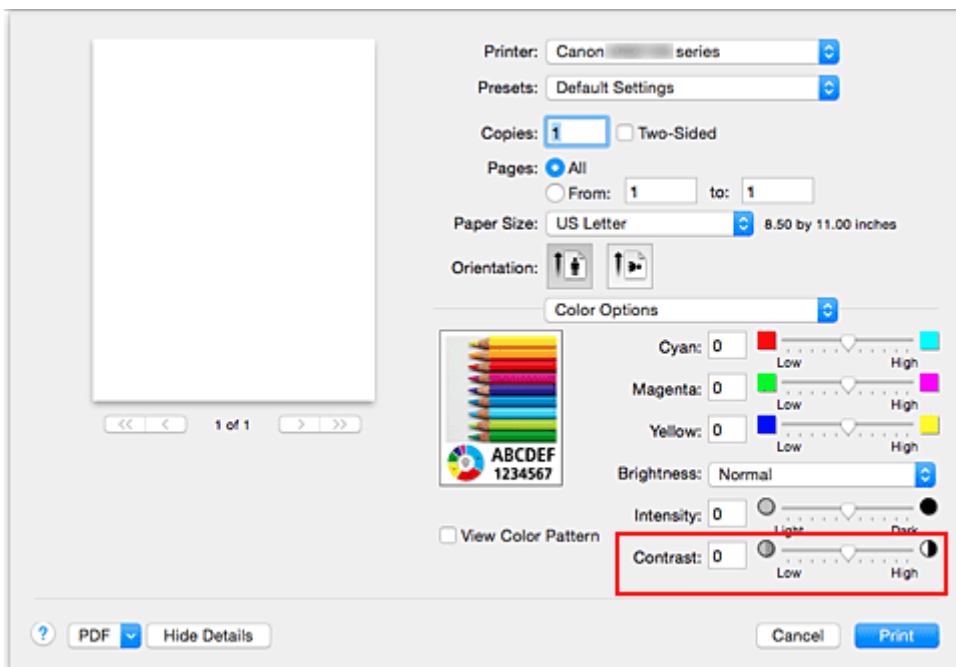 Printer: Canon series
Presets: Default Settings
Copies: 1 Two-Sided
Pages: All
From: 1 to: 1
Paper Size: US Letter 8.50 by 11.00 inches
Orientation:
Color Options
Cyan: 0
Low High
Magenta: 0
Low High
Yellow: 0
Low High
ABCDEF
1234567
Brightness: Normal
Intensity: 0
Light Dark
View Color Pattern
Contrast: 0
Low High
1 of 1
? PDF Hide Details Cancel Print